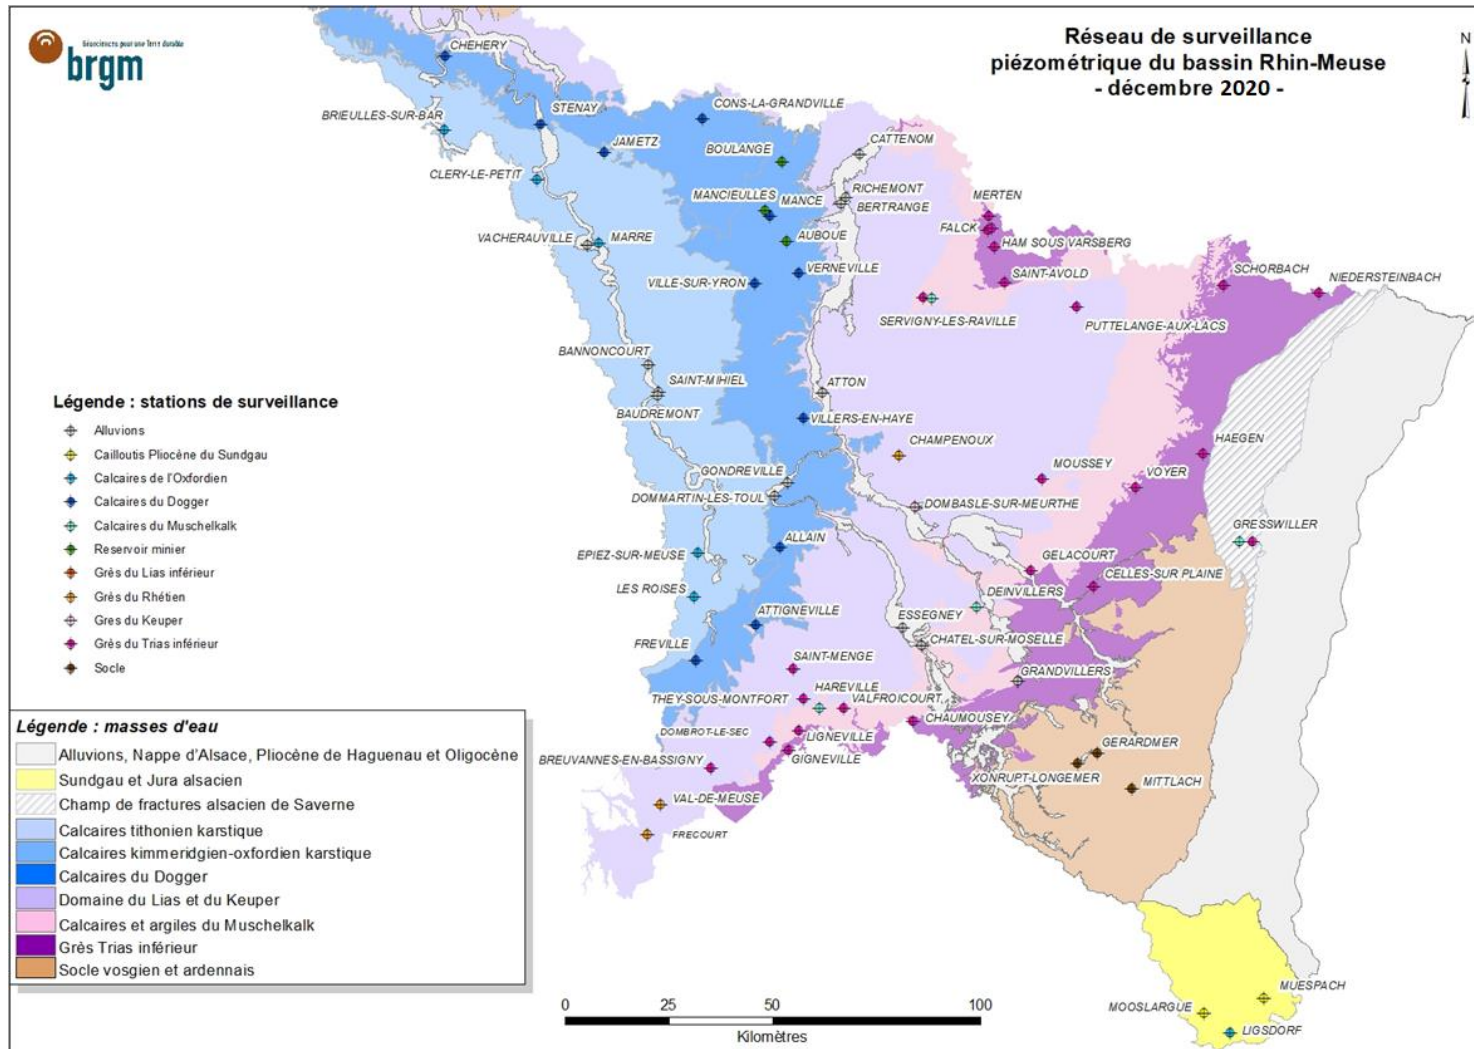 Géosciences pour une Terre durable
brgm
Réseau de surveillance
piézométrique du bassin Rhin-Meuse
- décembre 2020 -
N
CHEHERY
BRIEULLES-SUR-BAR
STENAY
CONS-LA-GRANDVILLE
JAMETZ
BOULANGE
CATTENOM
CLERY-LE-PETIT
MANCIEULLES
MANCE
RICHEMONT
BERTRANGE
MERTEN
FALCK
VACHERAUVILLE
MARRE
AUBOUE
HAM SOUS VARSBERG
VERNEVILLE
VILLE-SUR-YRON
SAINT-AVOLD
SCHORBACH
NIEDERSTEINBACH
SERVIGNY-LES-RAVILLE
PUTTELANGE-AUX-LACS
BANNONCOURT
SAINT-MIHIEL
ATTON
BAUDREMONT
VILLERS-EN-HAYE
CHAMPENOUX
HAEGEN
MOUSSEY
VOYER
GONDREVILLE
DOMMARTIN-LES-TOUL
DOMBASLE-SUR-MEURTHE
GRESSWILLER
ALLAIN
EPIEZ-SUR-MEUSE
GELACOURT
CELLES-SUR PLAINE
LES ROISES
DEINVILLERS
ATTIGNEVILLE
ESSEGNEY
FREVILLE
CHATEL-SUR-MOSELLE
SAINT-MENGE
GRANDVILLERS
HAREVILLE
THEY-SOUS-MONTFORT
VALFROICOURT
CHAUMOUSEY
DOMBROT-LE-SEC
LIGNEVILLE
GIGNEVILLE
BREUVANNES-EN-BASSIGNY
GERARDMER
XONRUPT-LONGEMER
MITTLACH
VAL-DE-MEUSE
FRECOURT
MUESPACH
MOOSLARGUE
LIGSDORF
Légende : stations de surveillance
Alluvions
Cailloutis Pliocène du Sundgau
Calcaires de l'Oxfordien
Calcaires du Dogger
Calcaires du Muschelkalk
Reservoir minier
Grès du Lias inférieur
Grès du Rhétien
Gres du Keuper
Grès du Trias inférieur
Socle
Légende : masses d'eau
Alluvions, Nappe d'Alsace, Pliocène de Haguenau et Oligocène
Sundgau et Jura alsacien
Champ de fractures alsacien de Saverne
Calcaires tithonien karstique
Calcaires kimmeridgien-oxfordien karstique
Calcaires du Dogger
Domaine du Lias et du Keuper
Calcaires et argiles du Muschelkalk
Grès Trias inférieur
Socle vosgien et ardennais
0 25 50 100
Kilomètres